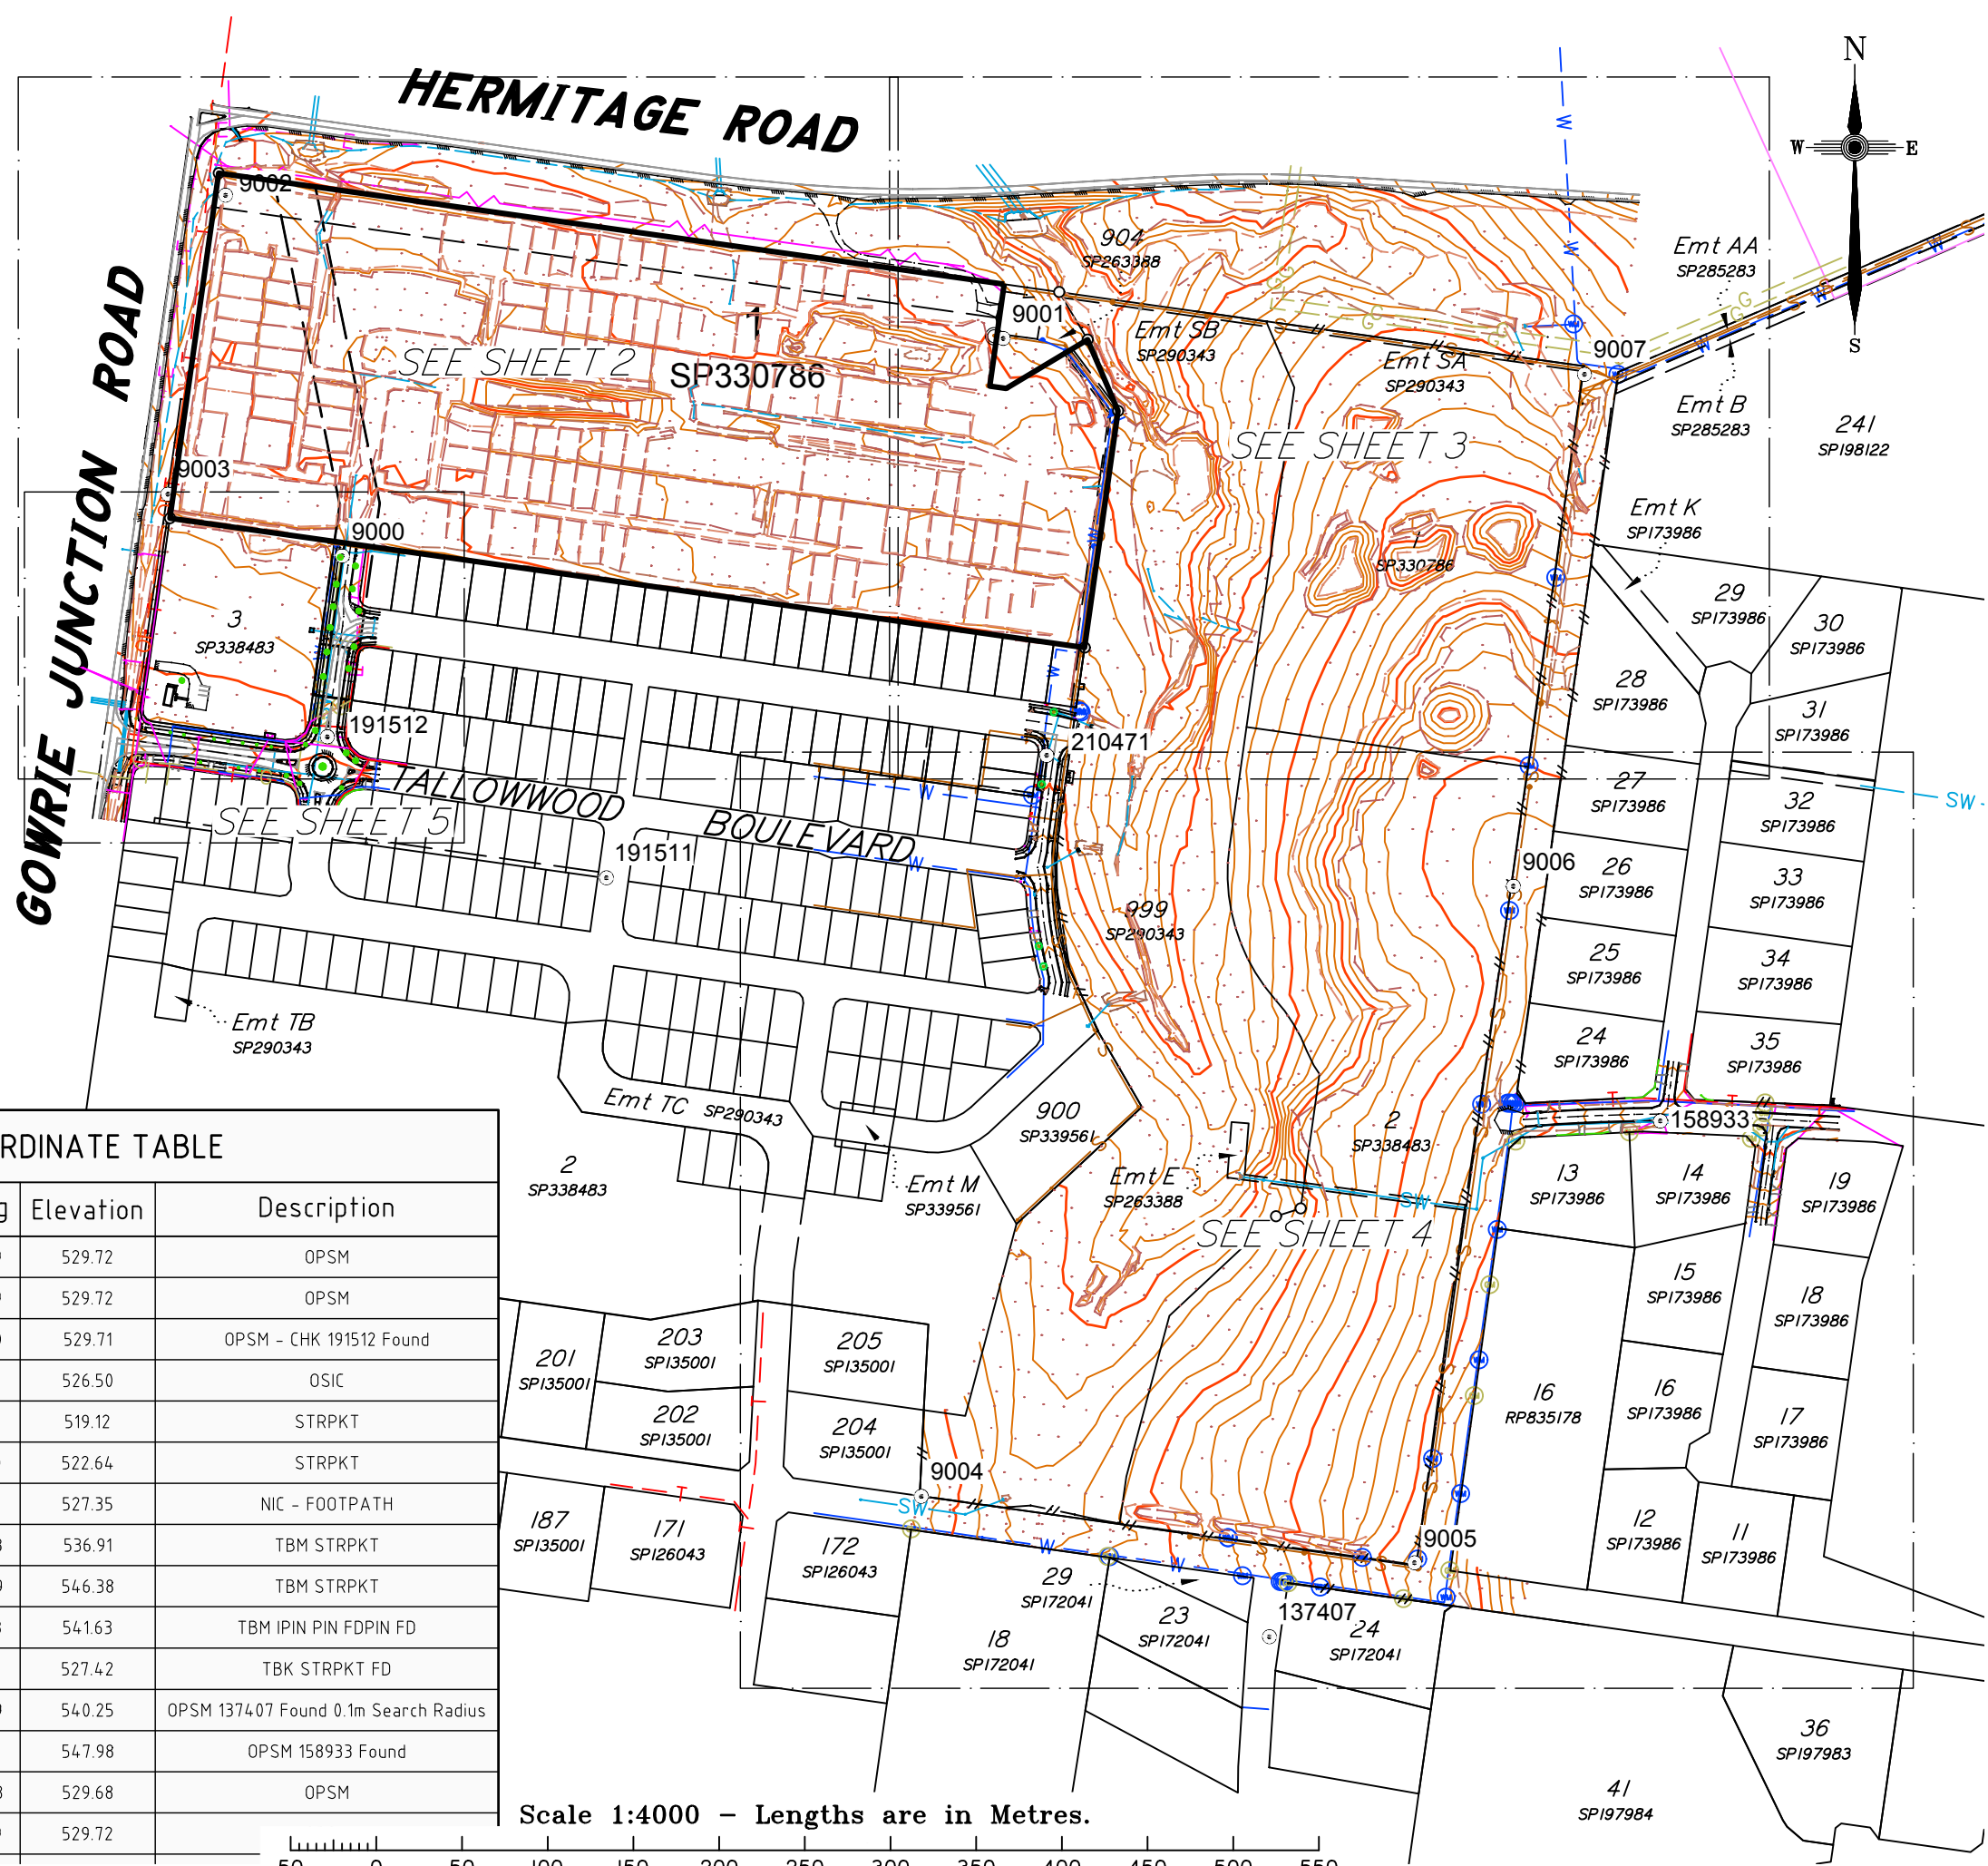 HERMITAGE ROAD
N
W
E
S
9002
904
SP263388
Emt AA
SP285283
GOWRIE JUNCTION ROAD
9001
Emt SB
SP290343
1
SEE SHEET 2
SP330786
Emt SA
SP290343
9007
Emt B
SP285283
241
SP198122
SEE SHEET 3
9003
9000
Emt K
SP173986
1
SP330786
29
SP173986
30
SP173986
3
SP338483
28
SP173986
31
SP173986
191512
210471
TALLOWWOOD BOULEVARD
27
SP173986
32
SP173986
SW
SEE SHEET 5
191511
W
W
9006
26
SP173986
33
SP173986
999
SP290343
25
SP173986
34
SP173986
Emt TB
SP290343
24
SP173986
35
SP173986
Emt TC SP290343
900
SP339561
2
SP338483
158933
2
SP338483
Emt M
SP339561
Emt E
SP263388
SW
13
SP173986
14
SP173986
19
SP173986
SEE SHEET 4
15
SP173986
18
SP173986
201
SP135001
203
SP135001
205
SP135001
202
SP135001
204
SP135001
16
RP835178
16
SP173986
17
SP173986
9004
SW
187
SP135001
171
SP126043
172
SP126043
W
W
9005
12
SP173986
11
SP173986
29
SP172041
23
SP172041
137407
24
SP172041
18
SP172041
36
SP197983
41
SP197984
RDINATE TABLE
g Elevation Description
529.72 OPSM
529.72 OPSM
529.71 OPSM - CHK 191512 Found
526.50 OSIC
519.12 STRPKT
522.64 STRPKT
527.35 NIC - FOOTPATH
536.91 TBM STRPKT
546.38 TBM STRPKT
541.63 TBM IPIN PIN FDPIN FD
527.42 TBK STRPKT FD
540.25 OPSM 137407 Found 0.1m Search Radius
547.98 OPSM 158933 Found
529.68 OPSM
529.72
Scale 1:4000 – Lengths are in Metres.
50 0 50 100 150 200 250 300 350 400 450 500 550